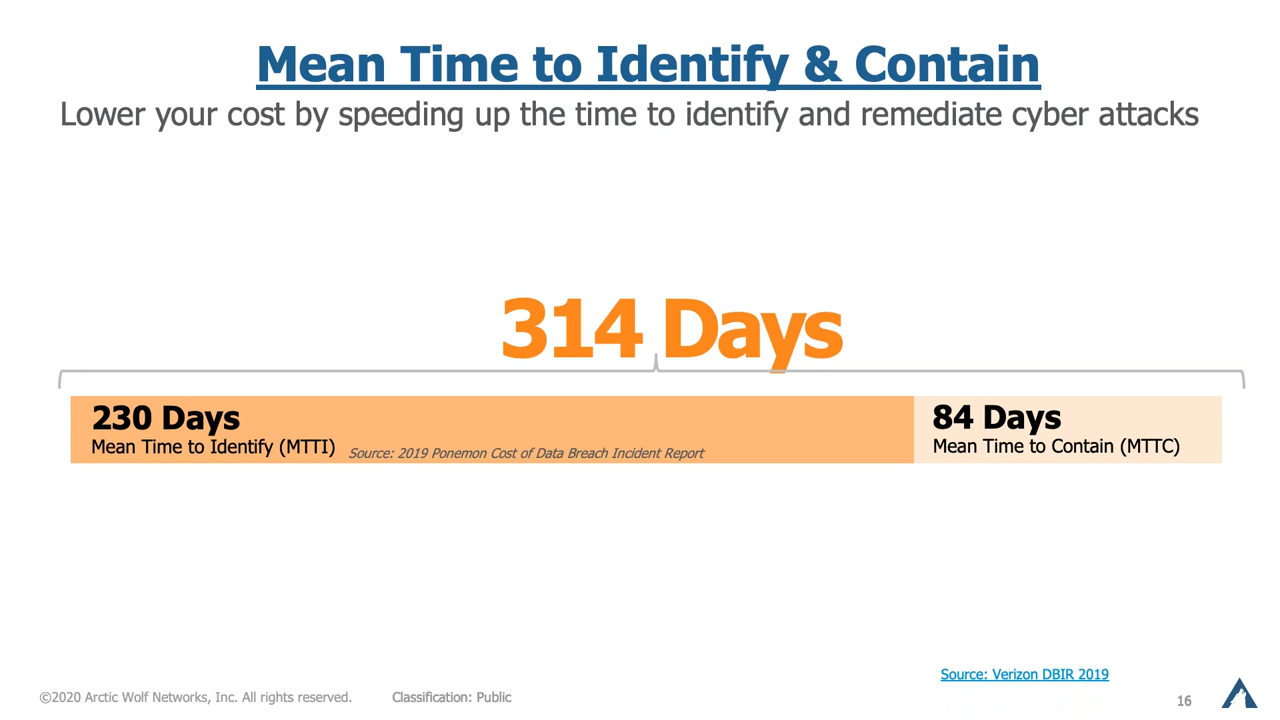 Mean Time to Identify & Contain
Lower your cost by speeding up the time to identify and remediate cyber attacks
314 Days
230 Days
Mean Time to Identify (MTTI)
Source: 2019 Ponemon Cost of Data Breach Incident Report
84 Days
Mean Time to Contain (MTTC)
Source: Verizon DBIR 2019
©2020 Arctic Wolf Networks, Inc. All rights reserved.
Classification: Public
16